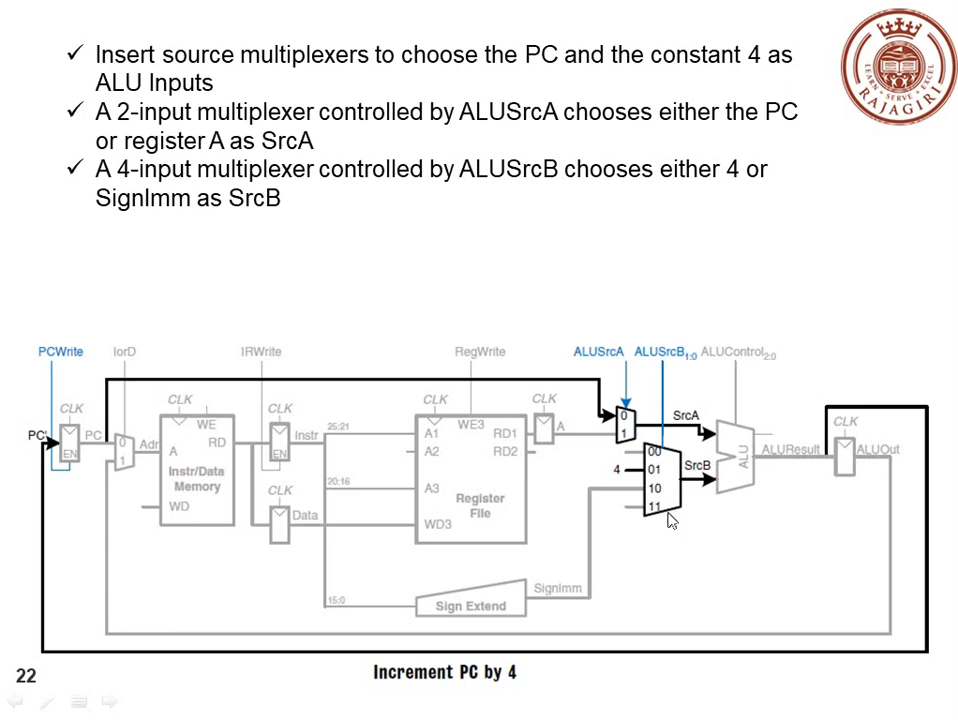 ✓ Insert source multiplexers to choose the PC and the constant 4 as
ALU Inputs
✓ A 2-input multiplexer controlled by ALUSrcA chooses either the PC
or register A as SrcA
✓ A 4-input multiplexer controlled by ALUSrcB chooses either 4 or
SignImm as SrcB
LEARN • SERVE • EXCEL
RAJAGIRI
PCWrite IorD IRWrite RegWrite ALUSrcA ALUSrcB1:0 ALUControl2:0
CLK CLK CLK CLK CLK CLK
PC' PC EN
0 1 Adr
A RD WE
Instr/Data
Memory
WD
EN Instr
CLK
Data
25:21
20:16
15:0
A1 WE3 RD1
A2 RD2
A3
Register
File
WD3
A
0
1
SrcA
00
4 01
10
11
SrcB
ALU
ALUResult ALUOut
SignImm
Sign Extend
Increment PC by 4
22